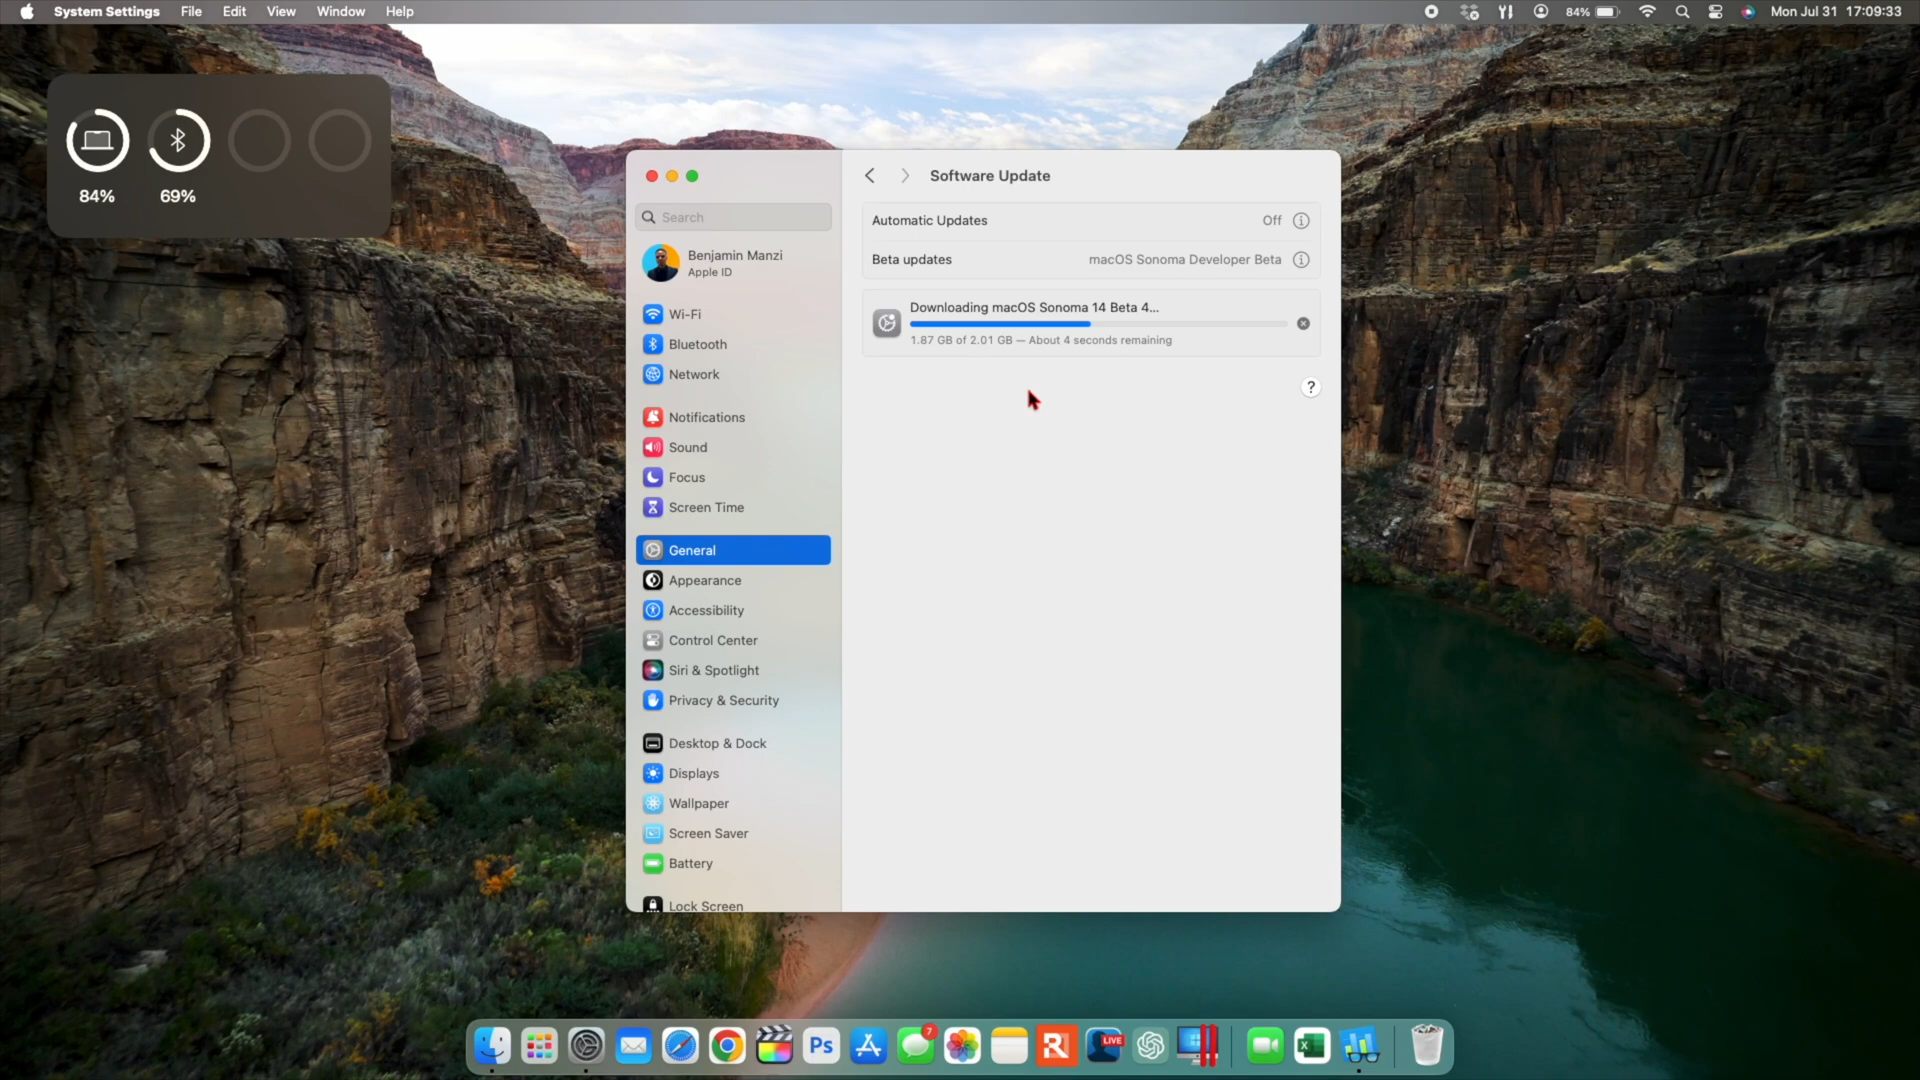 System Settings File Edit View Window Help
84% Mon Jul 31 17:09:33
84% 69%
Search
Benjamin Manzi
Apple ID
Wi-Fi
Bluetooth
Network
Notifications
Sound
Focus
Screen Time
General
Appearance
Accessibility
Control Center
Siri & Spotlight
Privacy & Security
Desktop & Dock
Displays
Wallpaper
Screen Saver
Battery
Lock Screen
Software Update
Automatic Updates Off
Beta updates macOS Sonoma Developer Beta
Downloading macOS Sonoma 14 Beta 4...
1.87 GB of 2.01 GB — About 4 seconds remaining
?
Ps 7 R LIVE X